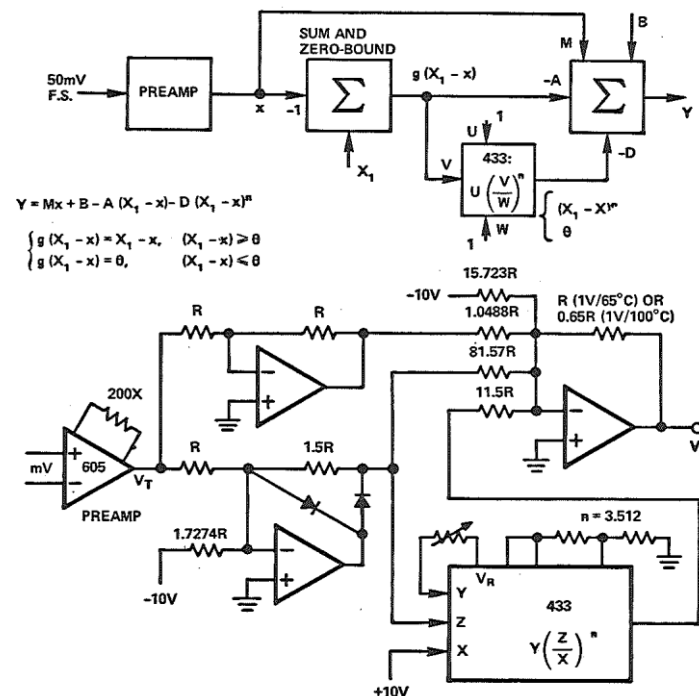 SUM AND
ZERO-BOUND
50mV
F.S.
PREAMP
x
-1
Σ
X₁
g (X₁ – x)
M
B
-A
Σ
Y
-D
1
U
V
433:
U (V/W)ⁿ
W
1
{ (X₁ – X)ⁿ
θ
Y = Mx + B – A (X₁ – x) – D (X₁ – x)ⁿ
{ g (X₁ – x) = X₁ – x, (X₁ – x) ⩾ θ
g (X₁ – x) = θ, (X₁ – x) ⩽ θ
15.723R
-10V
R (1V/65°C) OR
0.65R (1V/100°C)
R
R
1.0488R
–
+
81.57R
11.5R
200X
+
mV
–
605
V_T
PREAMP
R
1.5R
1.7274R
-10V
–
+
–
+
V
n = 3.512
V_R
Y
Z
X
433
Y (Z/X)ⁿ
+10V